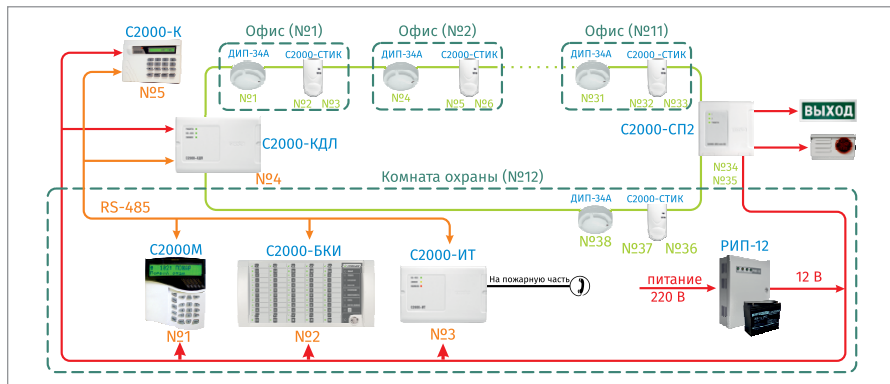 С2000-К
Офис (№1)
Офис (№2)
Офис (№11)
ДИП-34А
С2000-СТИК
ДИП-34А
С2000-СТИК
ДИП-34А
С2000-СТИК
№5
№1
№2
№3
№4
№5
№6
№31
№32
№33
ВЫХОД
С2000-КДЛ
С2000-СП2
№4
№34
№35
Комната охраны (№12)
ДИП-34А
С2000-СТИК
RS-485
№38
№37
№36
С2000М
С2000-БКИ
С2000-ИТ
РИП-12
На пожарную часть
питание
220 В
12 В
№1
№2
№3